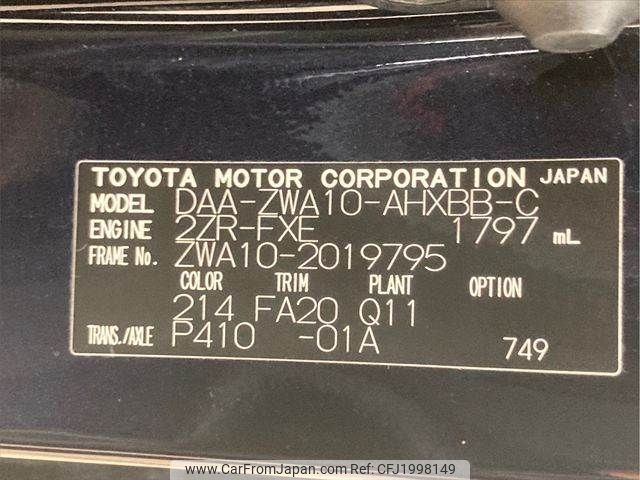 TOYOTA MOTOR CORPORATION JAPAN
MODEL DAA-ZWA10-AHXBB-C
ENGINE 2ZR-FXE 1797 mL
FRAME No. ZWA10-2019795
COLOR TRIM PLANT OPTION
214 FA20 Q11
TRANS./AXLE P410 -01A 749
www.CarFromJapan.com | CFJ1998149